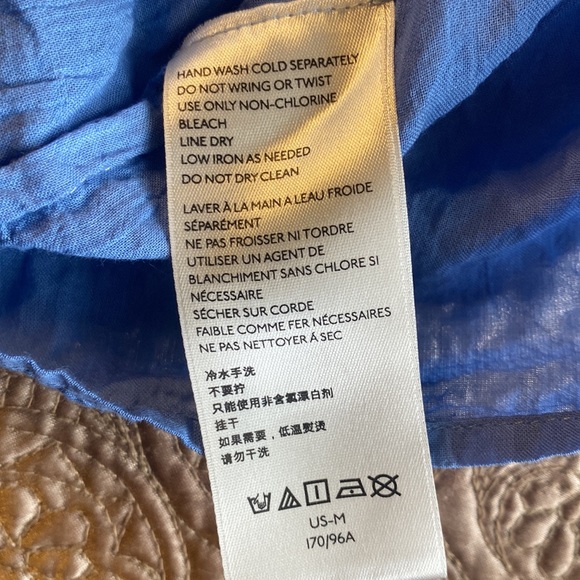 HAND WASH COLD SEPARATELY
DO NOT WRING OR TWIST
USE ONLY NON-CHLORINE
BLEACH
LINE DRY
LOW IRON AS NEEDED
DO NOT DRY CLEAN
LAVER À LA MAIN A LEAU FROIDE
SÉPARÉMENT
NE PAS FROISSER NI TORDRE
UTILISER UN AGENT DE
BLANCHIMENT SANS CHLORE SI
NÉCESSAIRE
SÉCHER SUR CORDE
FAIBLE COMME FER NÉCESSAIRES
NE PAS NETTOYER Á SEC
冷水手洗
不要拧
只能使用非含氯漂白剂
挂干
如果需要，低温熨烫
请勿干洗
US-M
170/96A